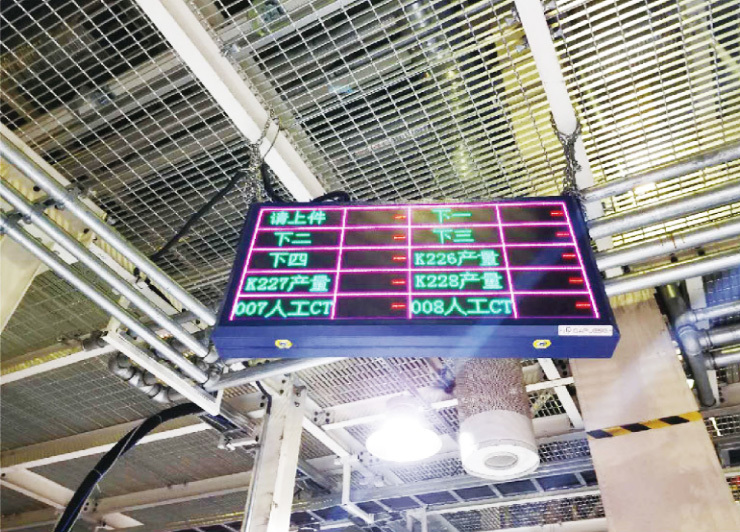 请上件 -- 下一 --
下二 -- 下三 --
下四 -- K226产量 --
K227产量 -- K228产量 --
007人工CT -- 008人工CT --